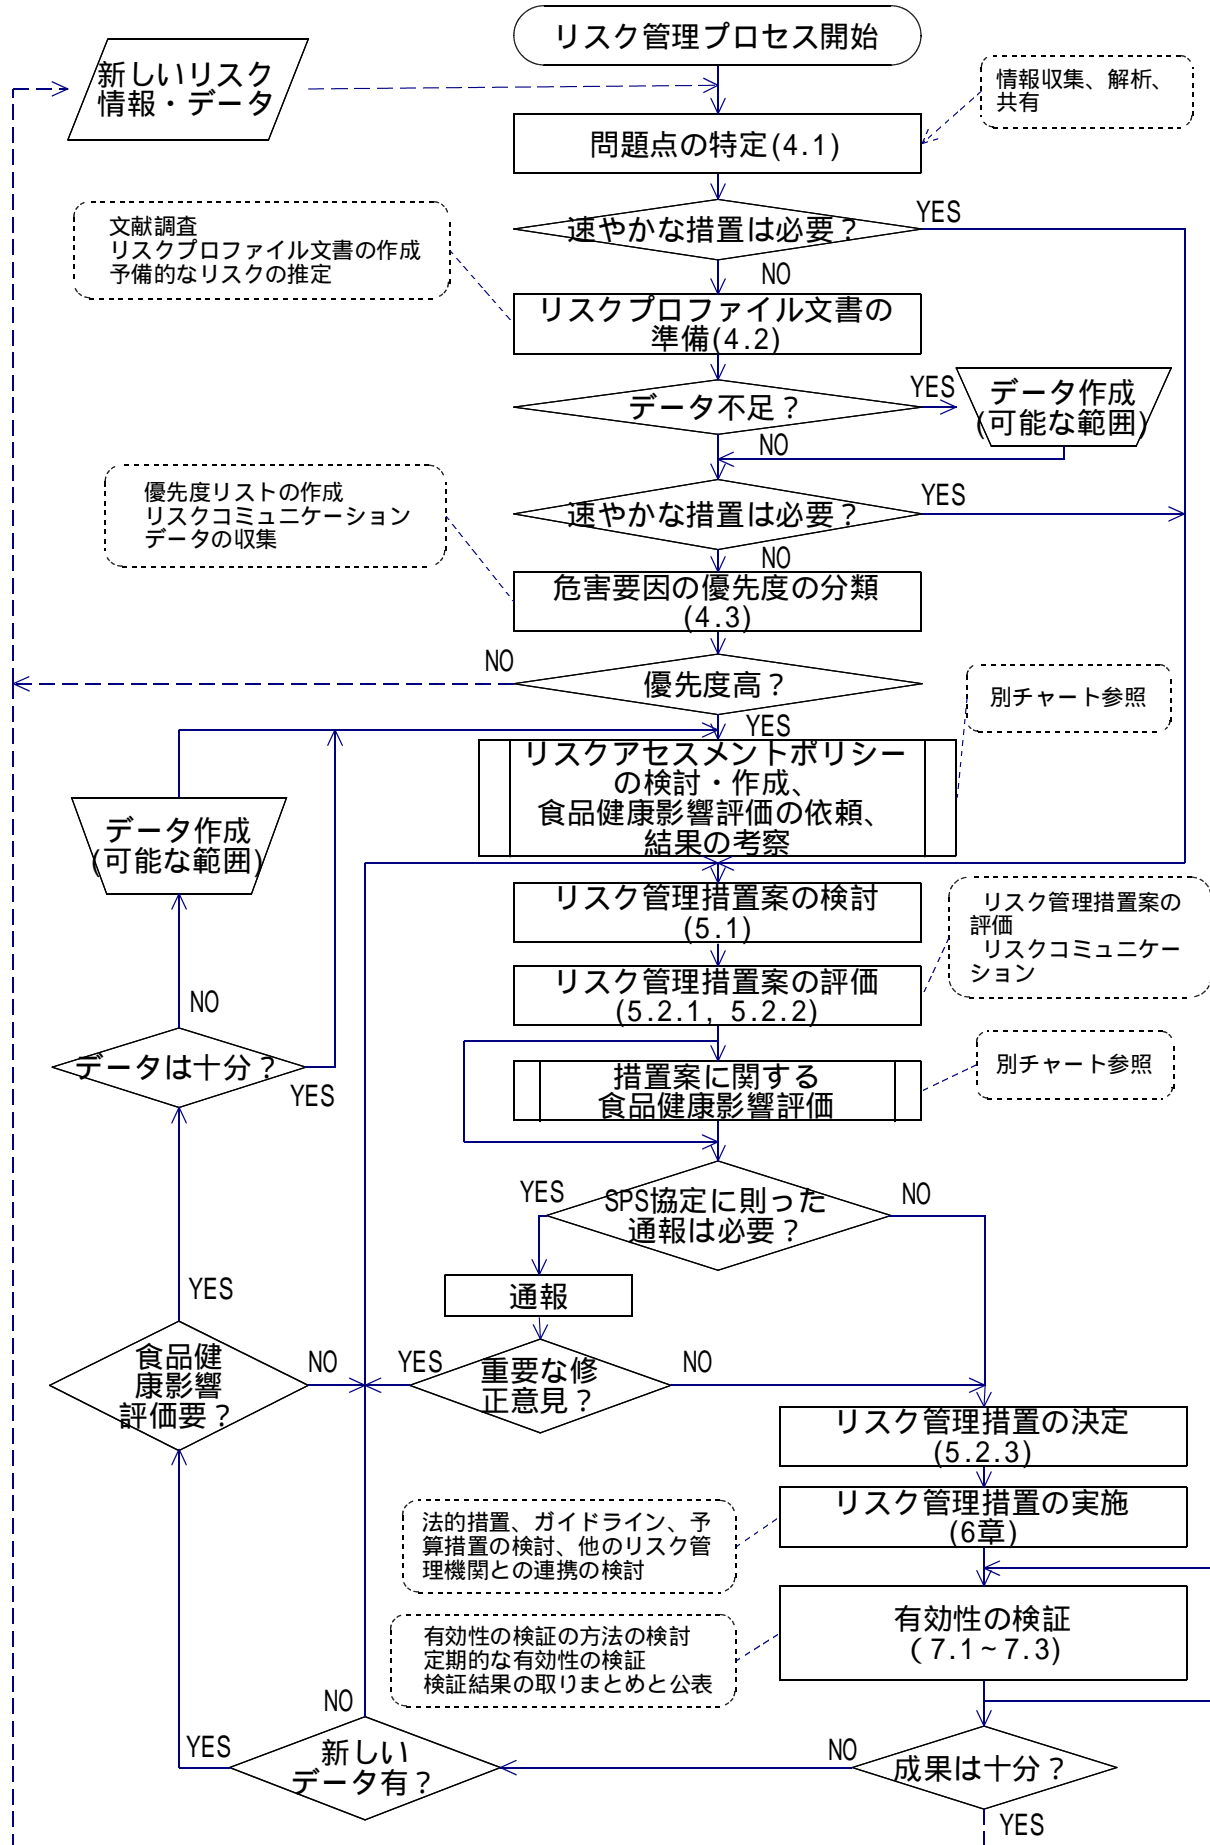 リスク管理プロセス開始
新しいリスク
情報・データ
情報収集、解析、
共有
問題点の特定(4.1)
速やかな措置は必要？
YES
NO
文献調査
リスクプロファイル文書の作成
予備的なリスクの推定
リスクプロファイル文書の
準備(4.2)
データ不足？
YES
NO
データ作成
(可能な範囲)
速やかな措置は必要？
YES
NO
優先度リストの作成
リスクコミュニケーション
データの収集
危害要因の優先度の分類
(4.3)
優先度高？
NO
YES
別チャート参照
リスクアセスメントポリシー
の検討・作成、
食品健康影響評価の依頼、
結果の考察
データ作成
(可能な範囲)
リスク管理措置案の検討
(5.1)
リスク管理措置案の
評価
リスクコミュニケー
ション
リスク管理措置案の評価
(5.2.1, 5.2.2)
NO
データは十分？
YES
措置案に関する
食品健康影響評価
別チャート参照
SPS協定に則った
通報は必要？
YES
NO
通報
YES
食品健
康影響
評価要？
NO
重要な修
正意見？
YES
NO
リスク管理措置の決定
(5.2.3)
リスク管理措置の実施
(6章)
法的措置、ガイドライン、予
算措置の検討、他のリスク管
理機関との連携の検討
有効性の検証
（7.1～7.3)
有効性の検証の方法の検討
定期的な有効性の検証
検証結果の取りまとめと公表
NO
YES
新しい
データ有？
NO
成果は十分？
YES